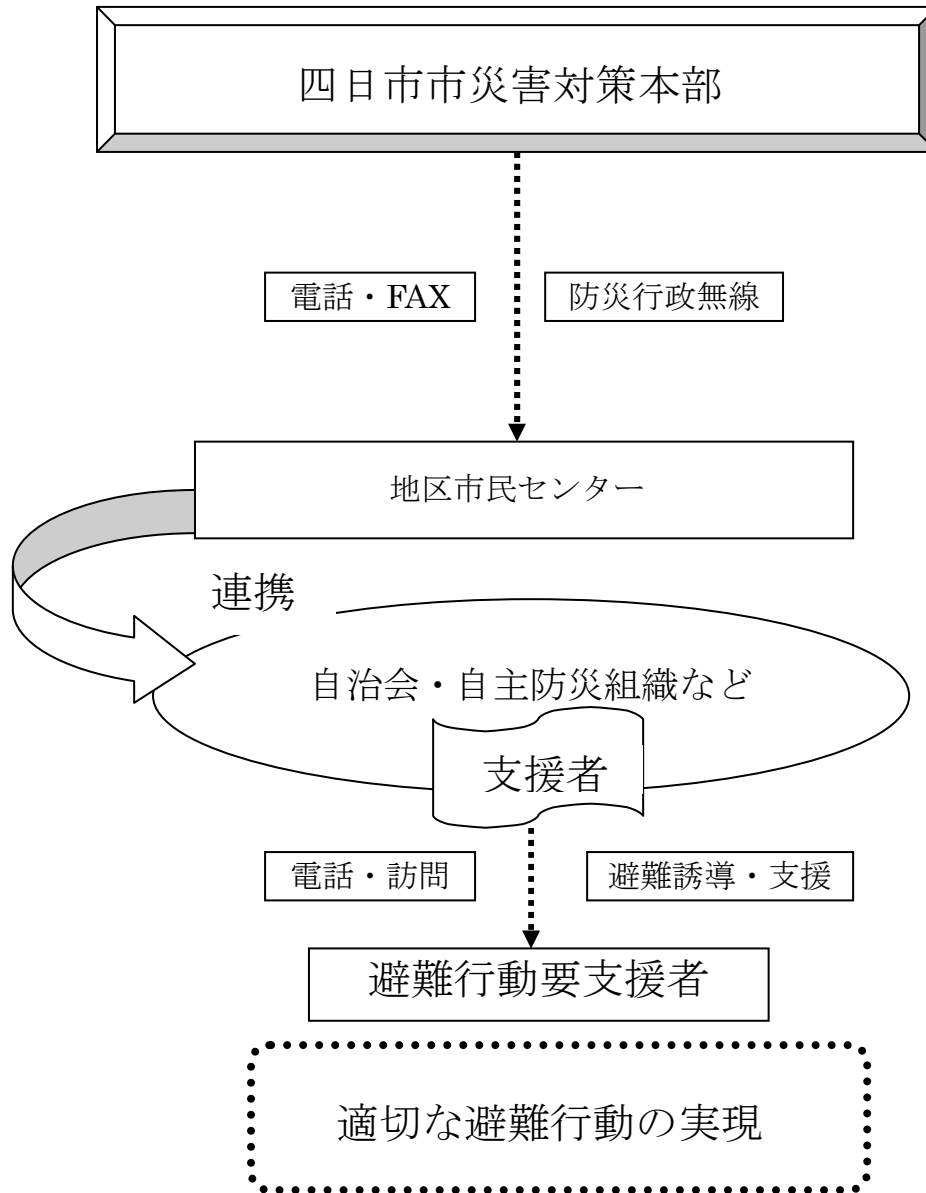 四日市市災害対策本部
電話・FAX
防災行政無線
地区市民センター
連携
自治会・自主防災組織など
支援者
電話・訪問
避難誘導・支援
避難行動要支援者
適切な避難行動の実現